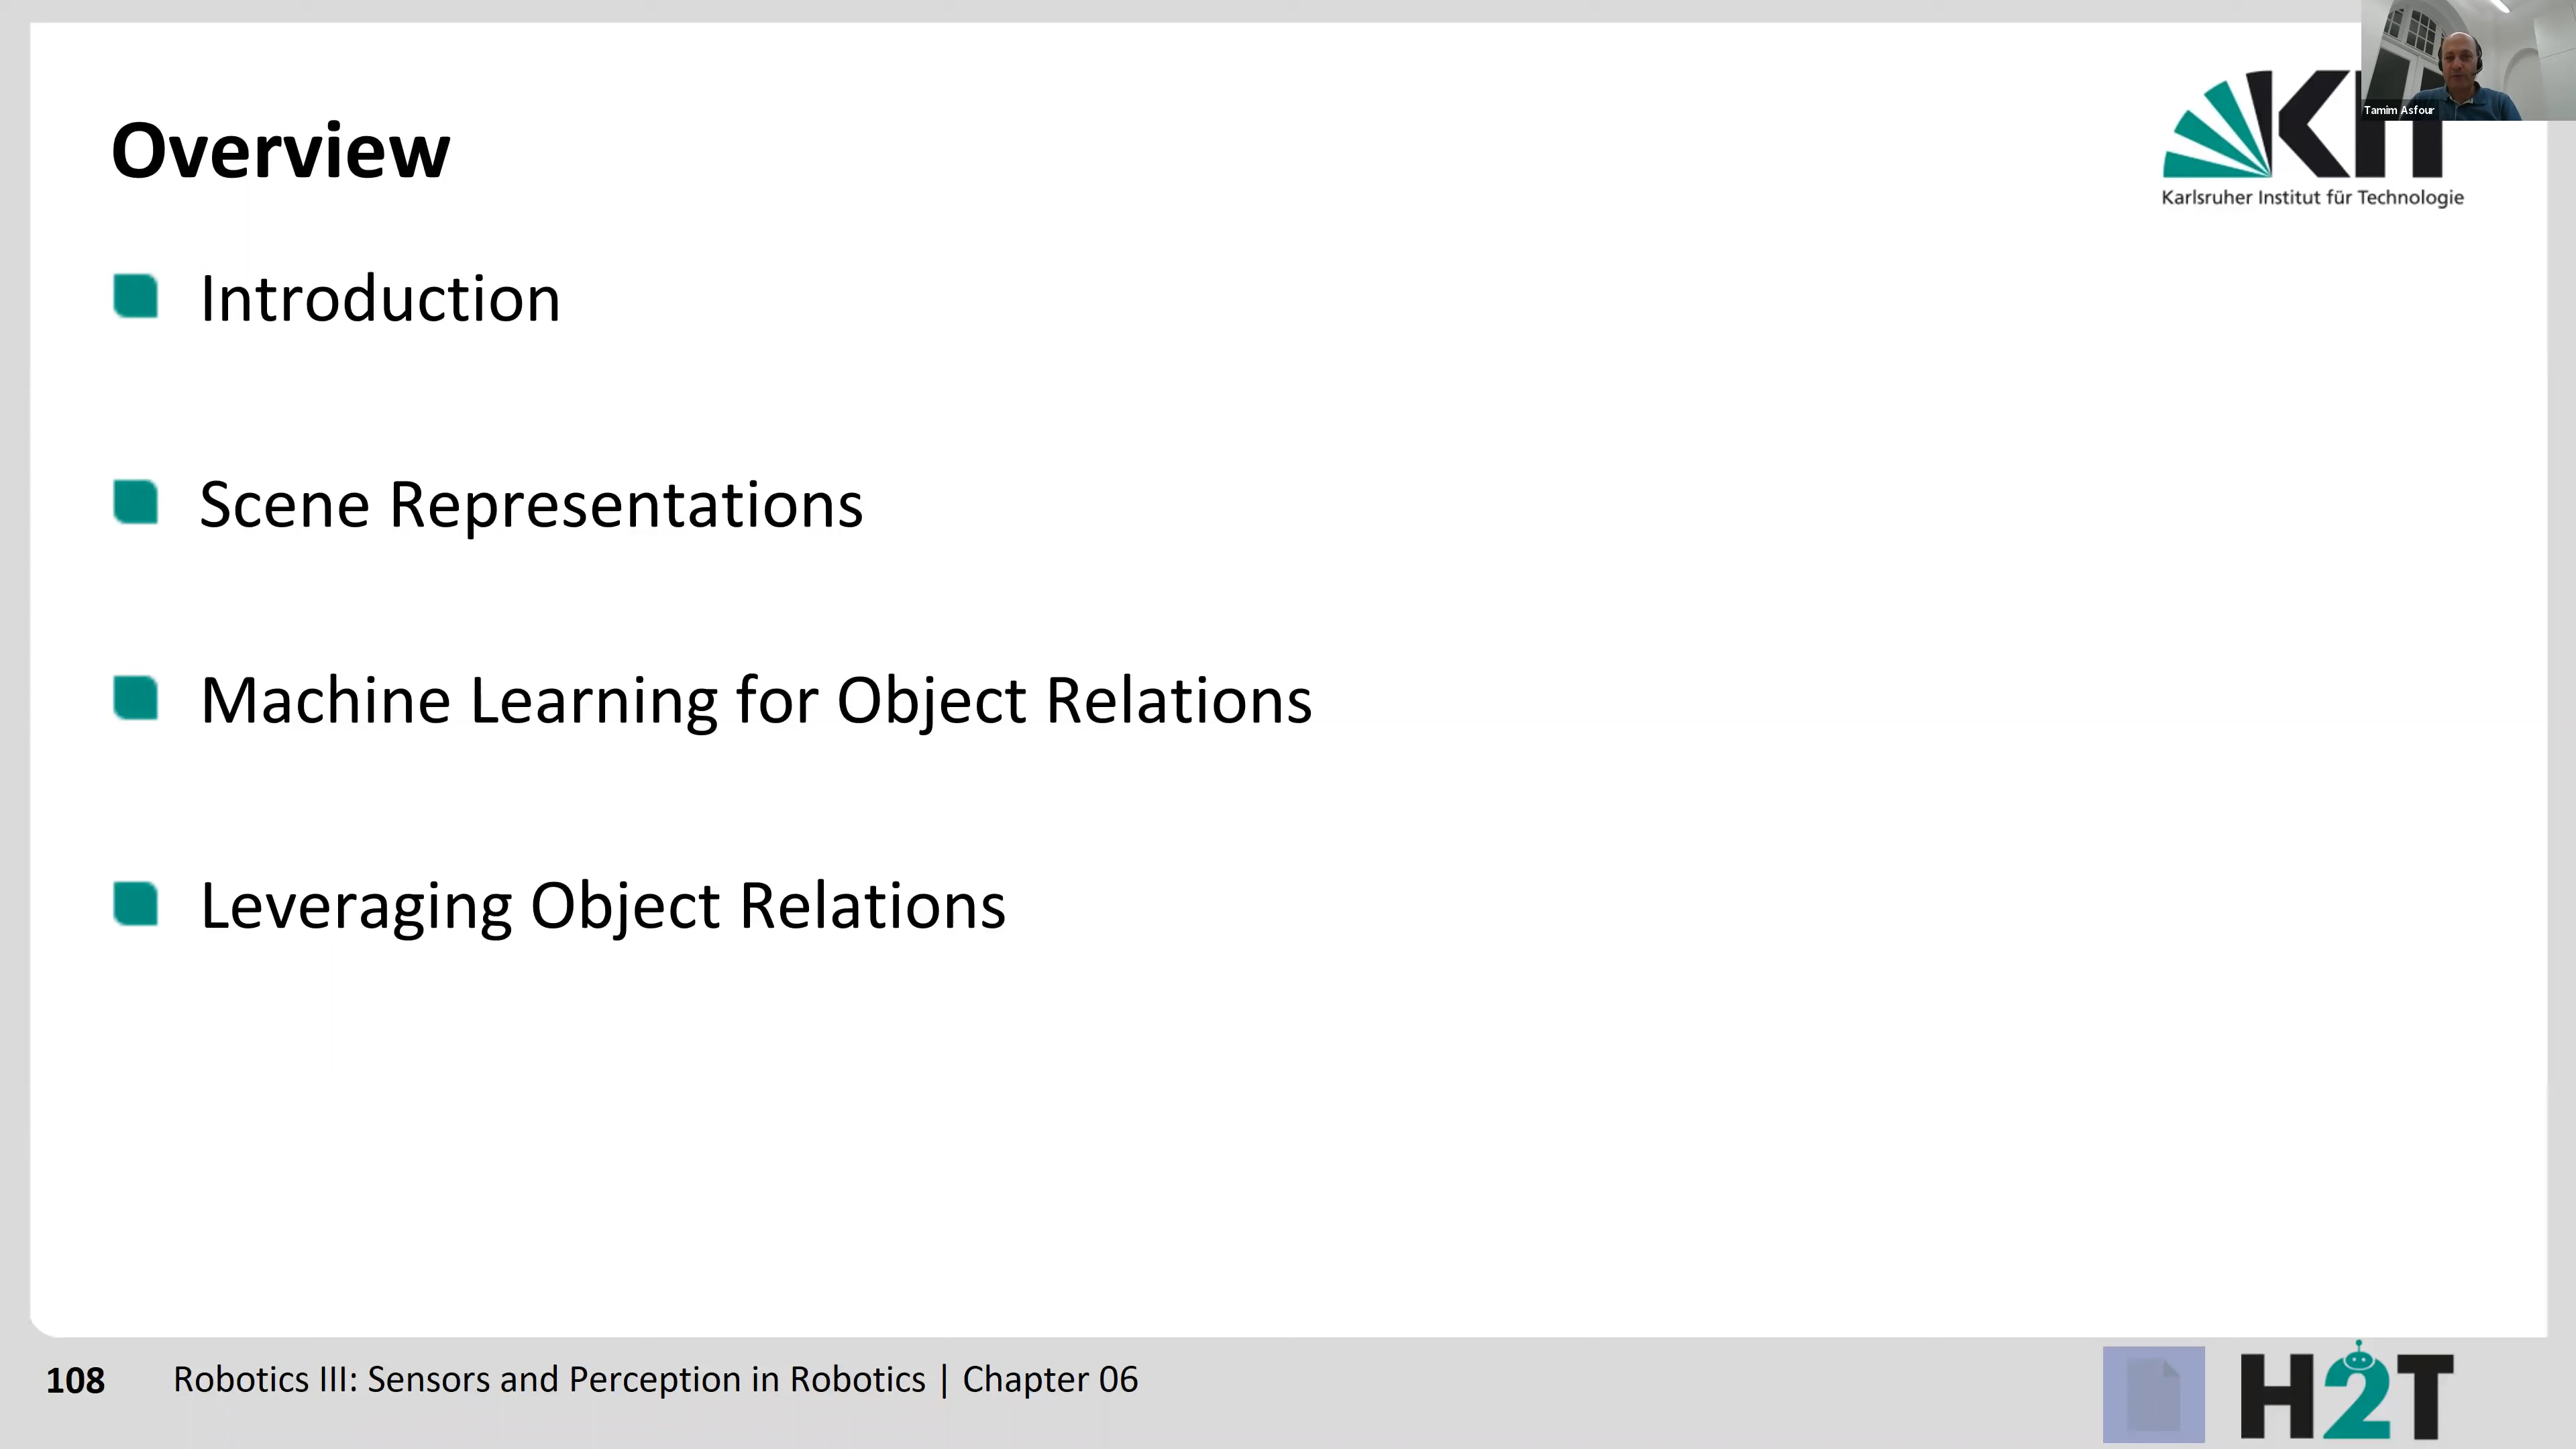 Overview
KIT
Tamim Asfour
Karlsruher Institut für Technologie
Introduction
Scene Representations
Machine Learning for Object Relations
Leveraging Object Relations
108 Robotics III: Sensors and Perception in Robotics | Chapter 06
H2T